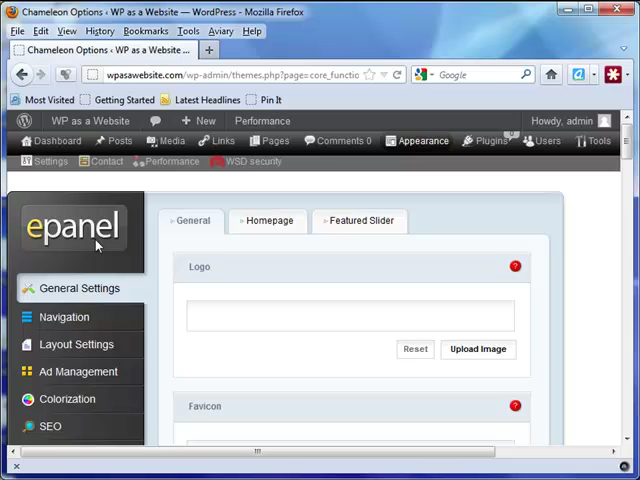 Chameleon Options ‹ WP as a Website — WordPress - Mozilla Firefox
File Edit View History Bookmarks Tools Aviary Help
Chameleon Options ‹ WP as a Website ...
wpasawebsite.com/wp-admin/themes.php?page=core_functio
Google
Most Visited Getting Started Latest Headlines Pin It
WP as a Website + New Performance Howdy, admin
Dashboard Posts Media Links Pages Comments 0 Appearance Plugins Users Tools
Settings Contact Performance WSD security
epanel
General Homepage Featured Slider
Logo
General Settings
Navigation
Layout Settings
Reset Upload Image
Ad Management
Colorization
Favicon
SEO